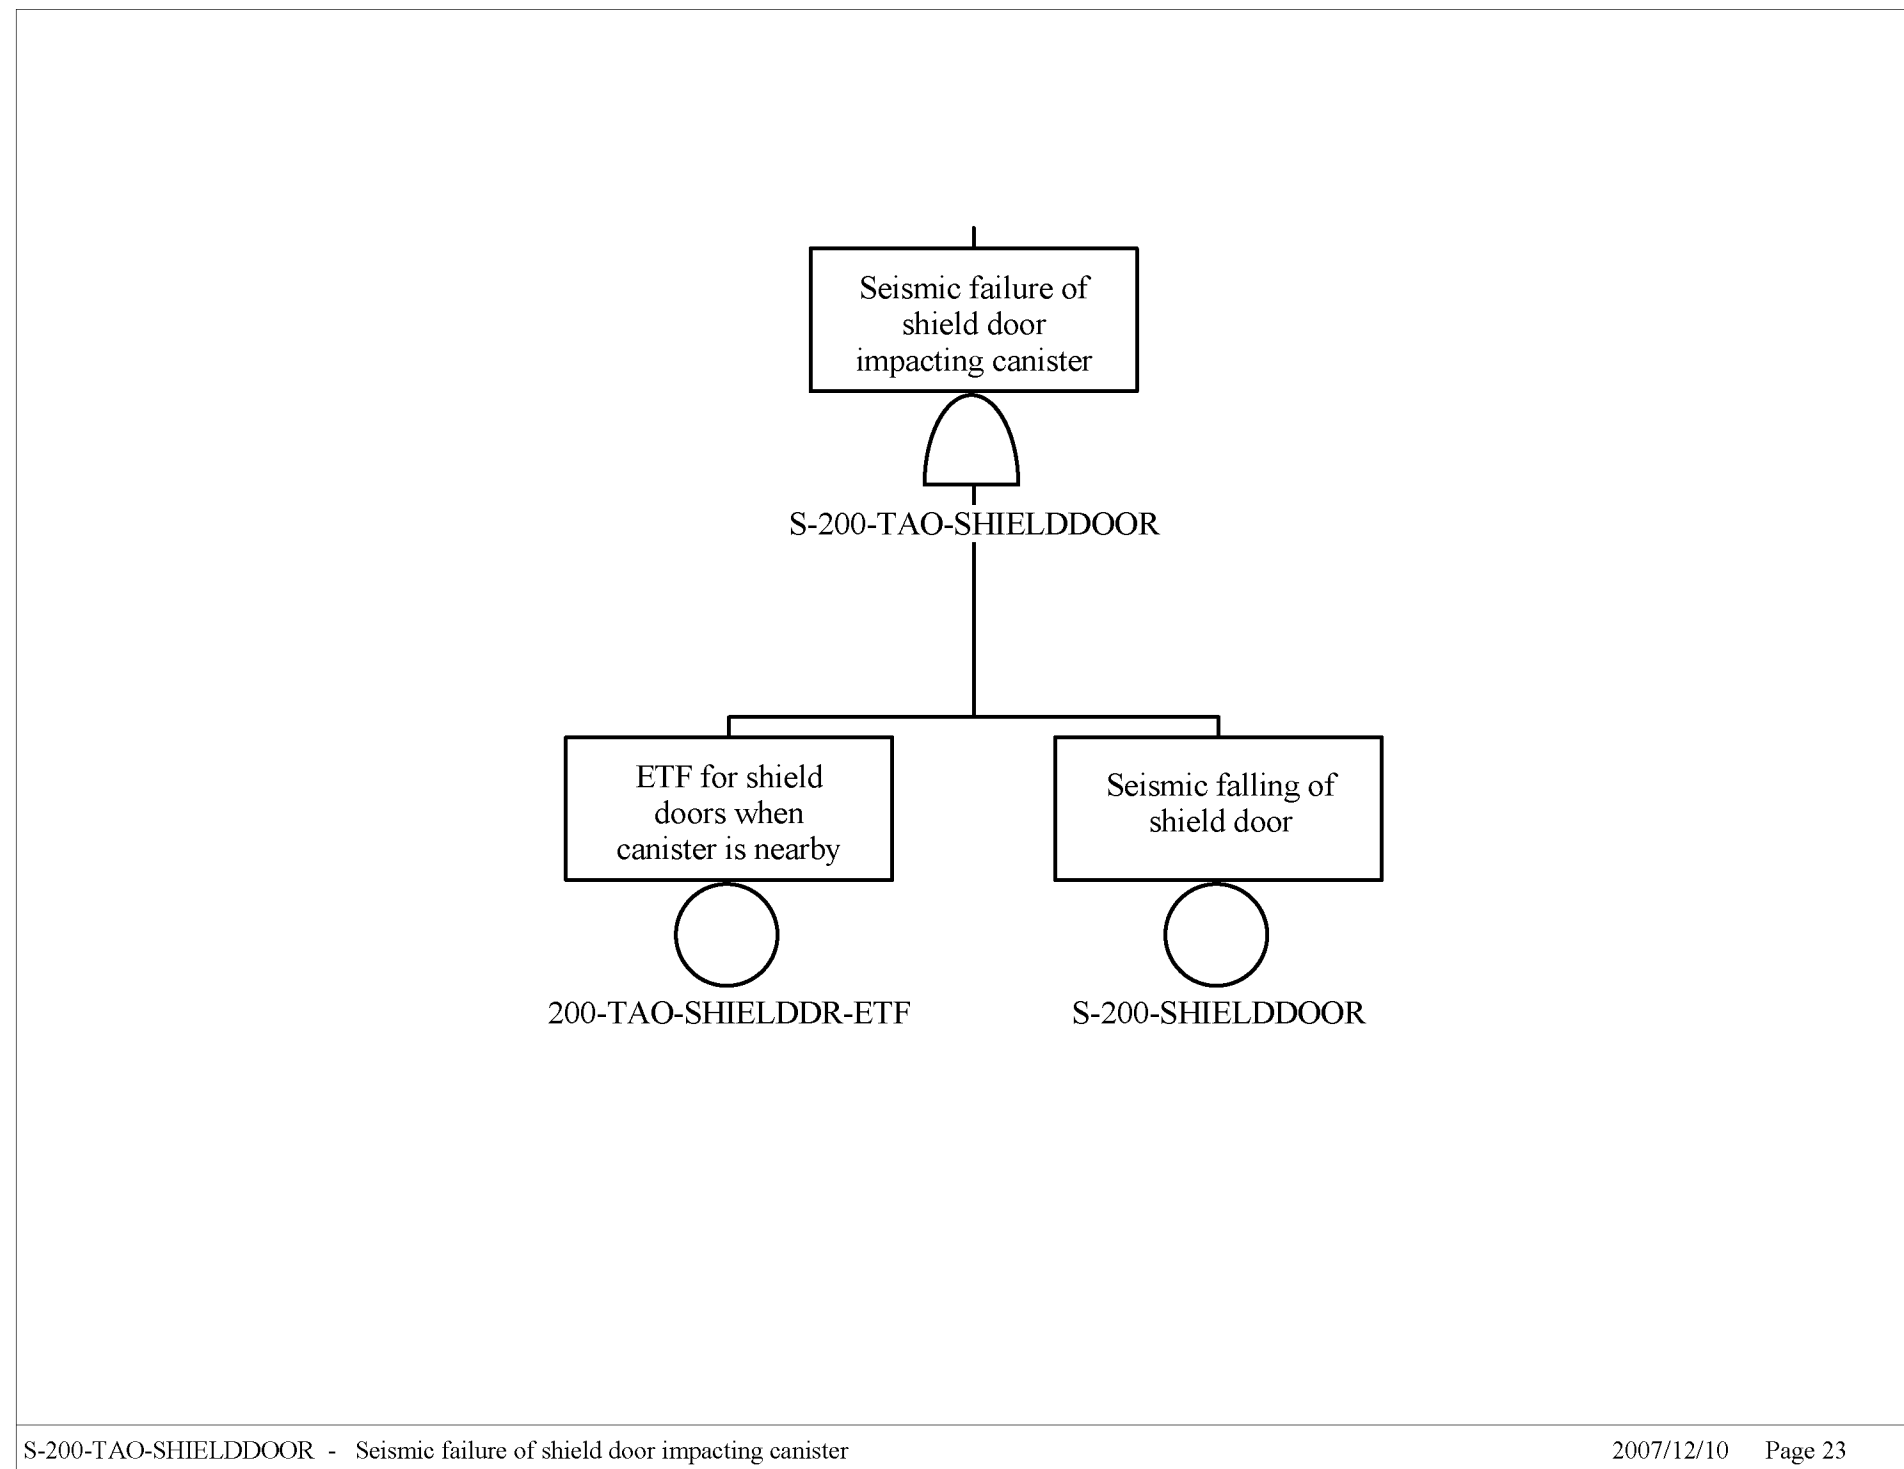 Seismic failure of
shield door
impacting canister
S-200-TAO-SHIELDDOOR
ETF for shield
doors when
canister is nearby
200-TAO-SHIELDDR-ETF
Seismic falling of
shield door
S-200-SHIELDDOOR
S-200-TAO-SHIELDDOOR - Seismic failure of shield door impacting canister
2007/12/10 Page 23